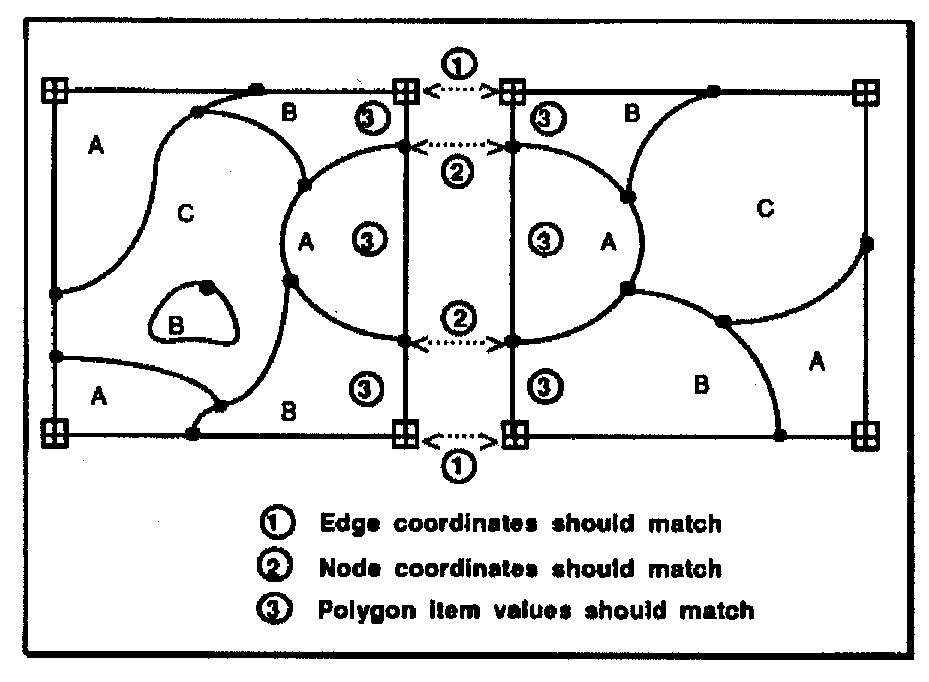 ①
B ③ ③ B
A
②
C C
A ③ ③ A
②
B
A
③ ③ B
A B
①
① Edge coordinates should match
② Node coordinates should match
③ Polygon item values should match